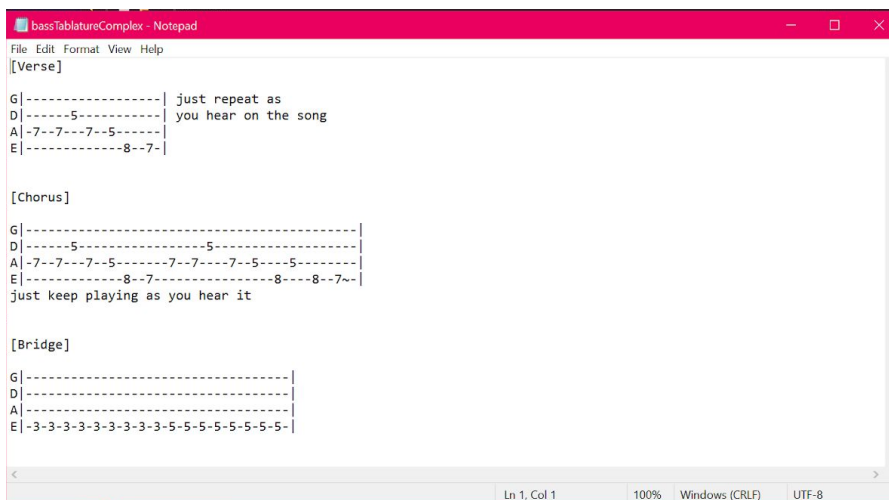 bassTablatureComplex - Notepad
File Edit Format View Help
[Verse]
G|------------------| just repeat as
D|------5-----------| you hear on the song
A|-7--7---7--5------|
E|-------------8--7-|
[Chorus]
G|--------------------------------------------|
D|------5-----------------5-------------------|
A|-7--7---7--5-------7--7----7--5----5--------|
E|-------------8--7----------------8----8--7~-|
just keep playing as you hear it
[Bridge]
G|-----------------------------------|
D|-----------------------------------|
A|-----------------------------------|
E|-3-3-3-3-3-3-3-3-3-5-5-5-5-5-5-5-5-|
Ln 1, Col 1 100% Windows (CRLF) UTF-8